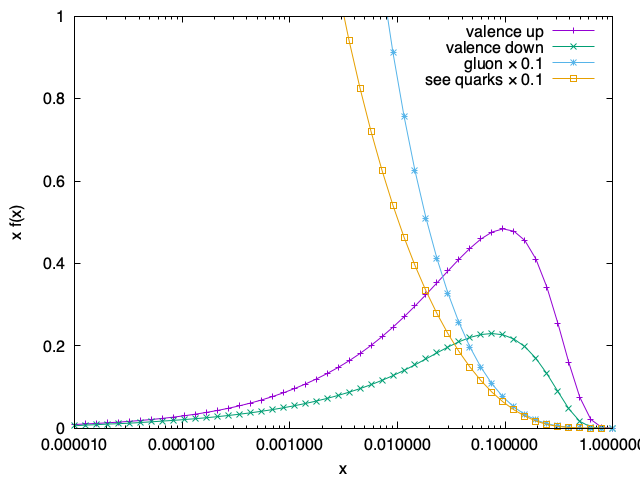 valence up
valence down
gluon × 0.1
see quarks × 0.1
1
0.8
0.6
0.4
0.2
0
x f(x)
0.000010 0.000100 0.001000 0.010000 0.100000 1.00000
x